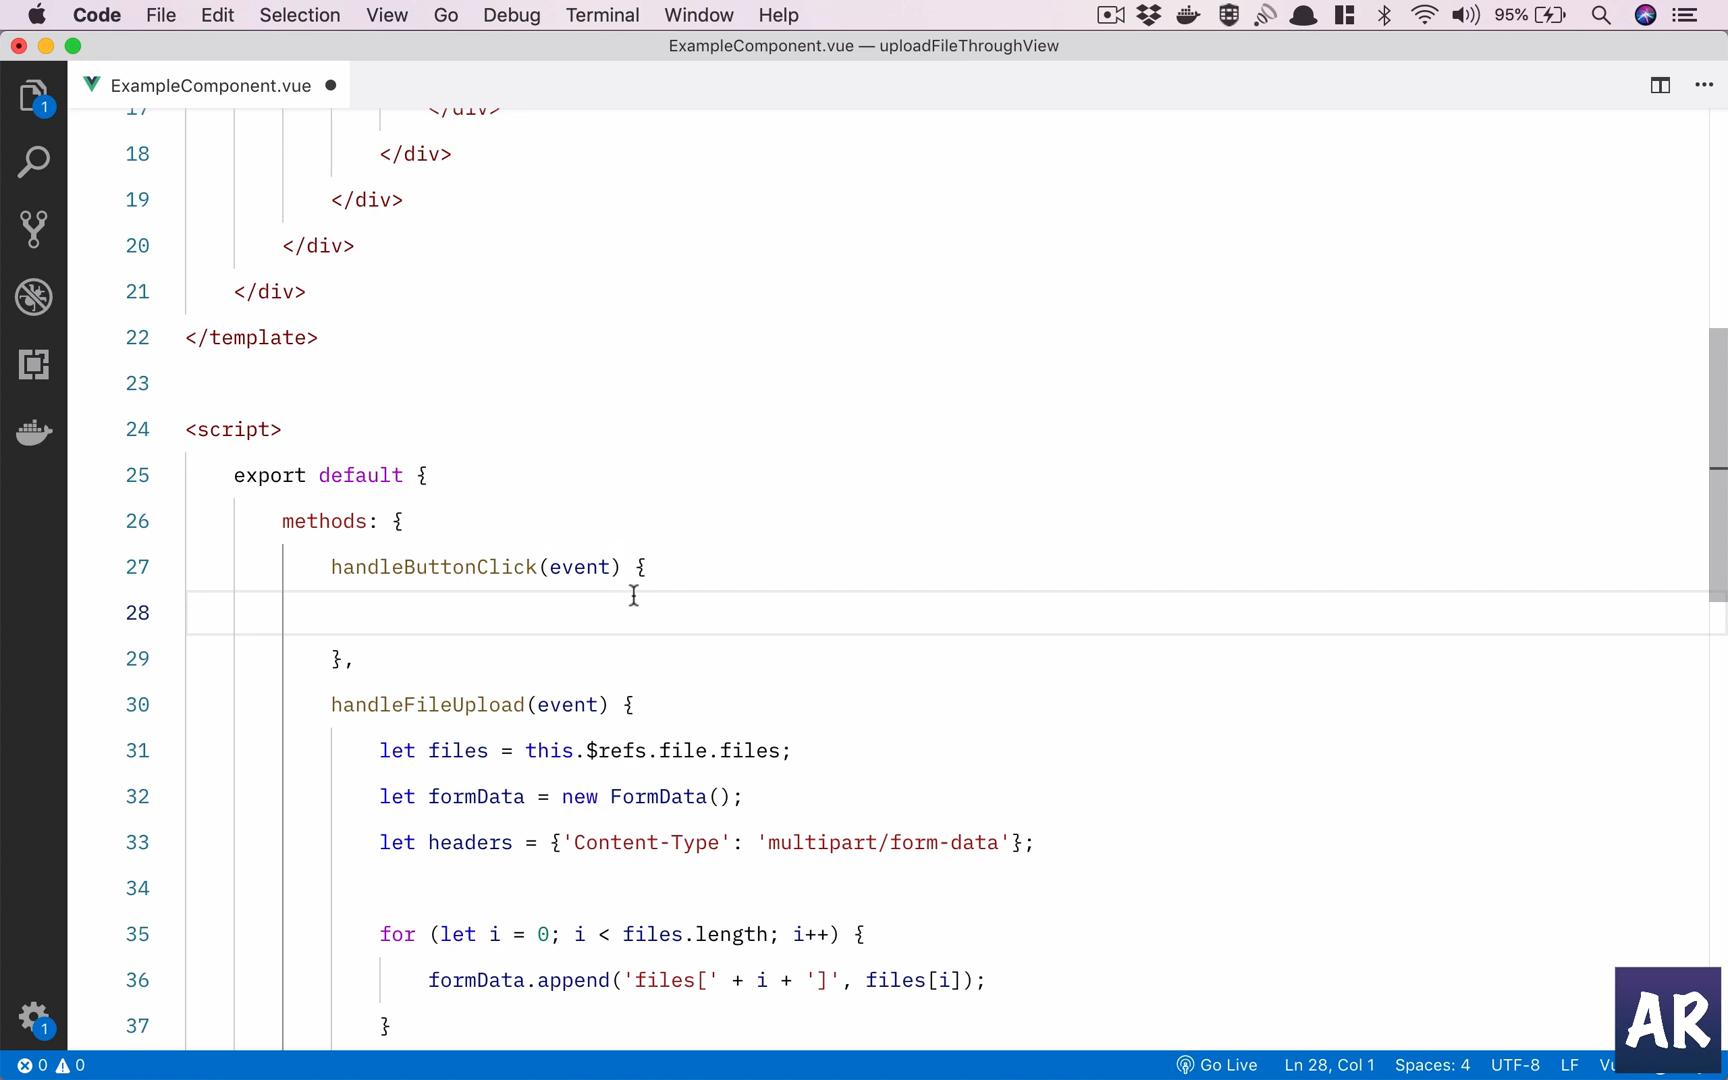 Code File Edit Selection View Go Debug Terminal Window Help 95%
ExampleComponent.vue — uploadFileThroughView
1
ExampleComponent.vue
17 </div>
18 </div>
19 </div>
20 </div>
21 </div>
22 </template>
23
24 <script>
25 export default {
26 methods: {
27 handleButtonClick(event) {
28
29 },
30 handleFileUpload(event) {
31 let files = this.$refs.file.files;
32 let formData = new FormData();
33 let headers = {'Content-Type': 'multipart/form-data'};
34
35 for (let i = 0; i < files.length; i++) {
36 formData.append('files[' + i + ']', files[i]);
37 }
1
AR
0 0 Go Live Ln 28, Col 1 Spaces: 4 UTF-8 LF